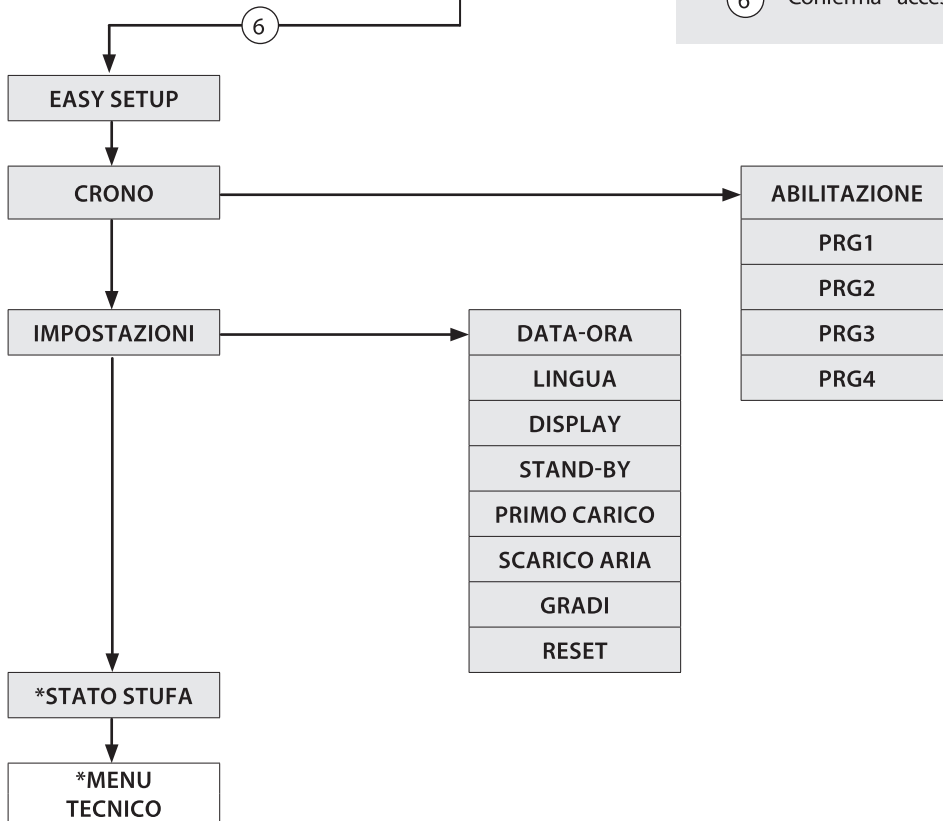 6
6 Conferma
EASY SETUP
CRONO
ABILITAZIONE
PRG1
PRG2
PRG3
PRG4
IMPOSTAZIONI
DATA-ORA
LINGUA
DISPLAY
STAND-BY
PRIMO CARICO
SCARICO ARIA
GRADI
RESET
*STATO STUFA
*MENU
TECNICO